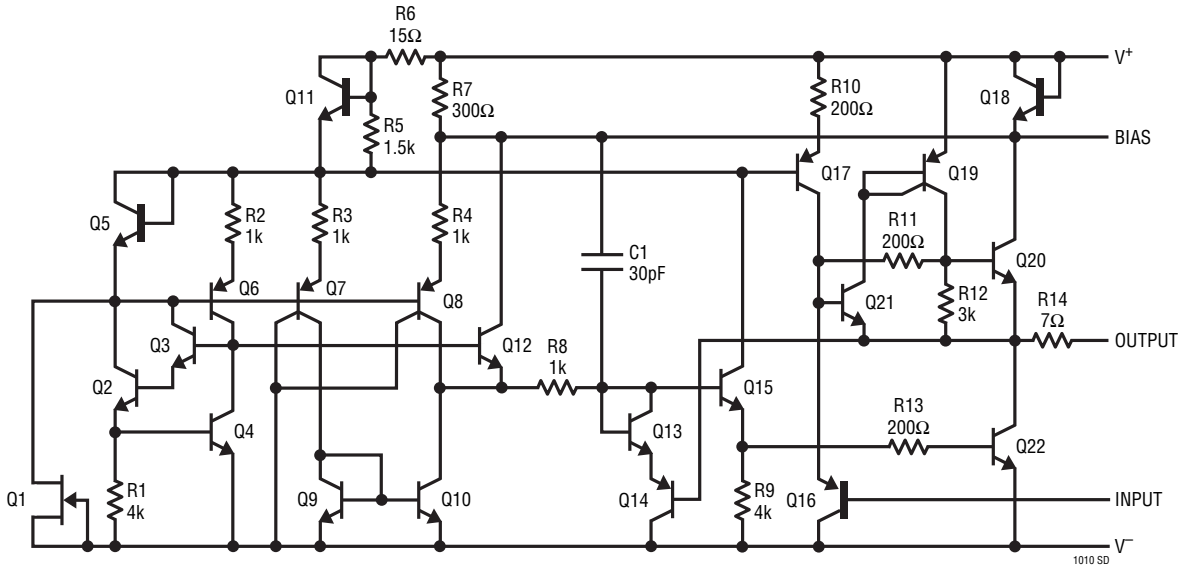 R6
15Ω
V+
Q11
R7
300Ω
R10
200Ω
Q18
R5
1.5k
BIAS
Q17
Q19
Q5
R2
1k
R3
1k
R4
1k
R11
200Ω
C1
30pF
Q20
Q6
Q7
Q8
Q21
R12
3k
R14
7Ω
Q3
Q12
OUTPUT
R8
1k
Q2
Q15
R13
200Ω
Q4
Q13
Q22
Q1
R1
4k
Q9
Q10
Q14
R9
4k
Q16
INPUT
V–
1010 SD